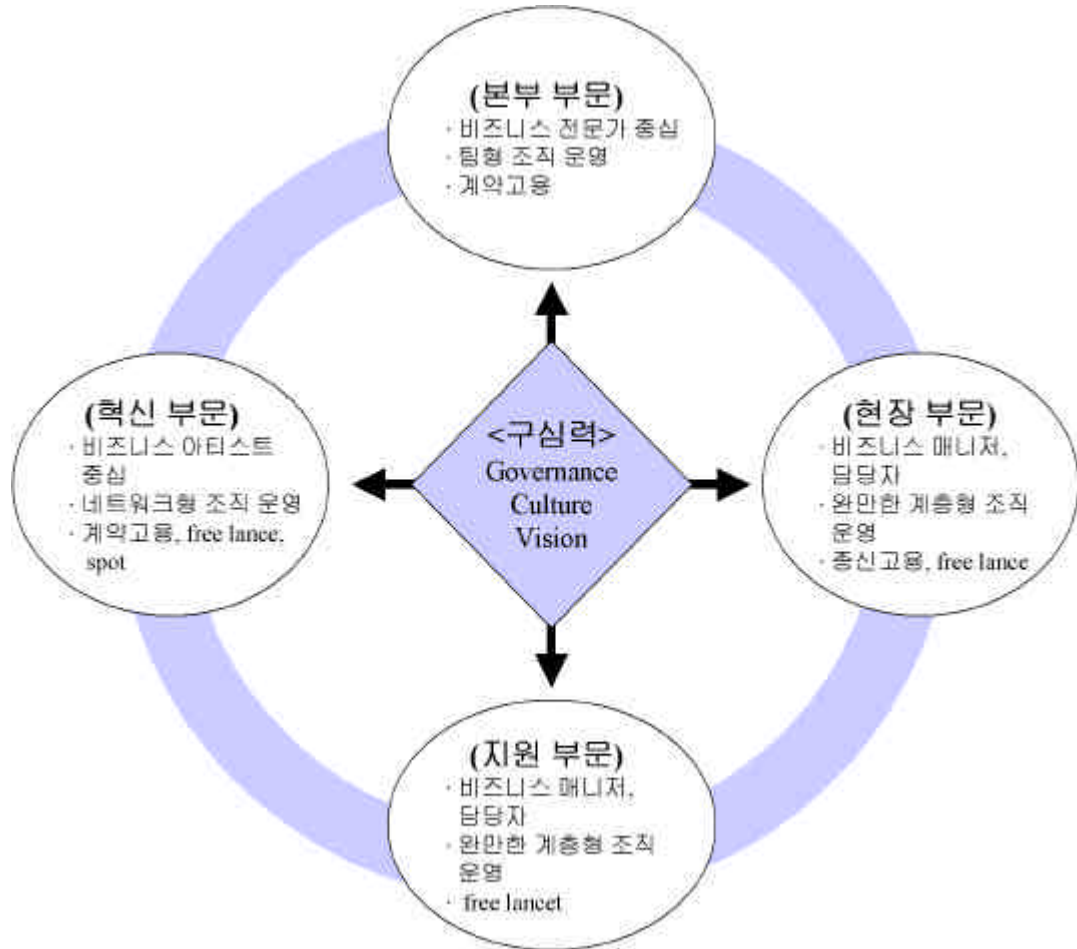 (본부 부문)
· 비즈니스 전문가 중심
· 팀형 조직 운영
· 계약고용
(혁신 부문)
· 비즈니스 아티스트
중심
· 네트워크형 조직 운영
· 계약고용, free lance,
spot
<구심력>
Governance
Culture
Vision
(현장 부문)
· 비즈니스 매니저,
담당자
· 완만한 계층형 조직
운영
· 종신고용, free lance
(지원 부문)
· 비즈니스 매니저,
담당자
· 완만한 계층형 조직
운영
· free lancet